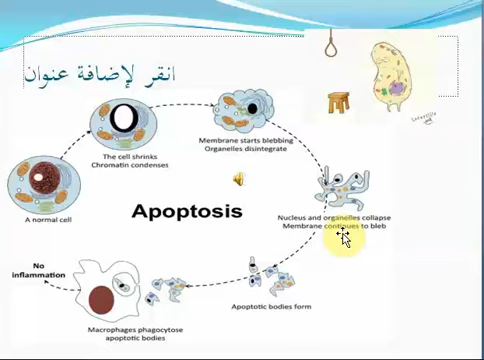 انقر لإضافة عنوان
The cell shrinks
Chromatin condenses
Membrane starts blebbing
Organelles disintegrate
A normal cell
Apoptosis
Nucleus and organelles collapse
Membrane continues to bleb
No
inflammation
Apoptotic bodies form
Macrophages phagocytose
apoptotic bodies